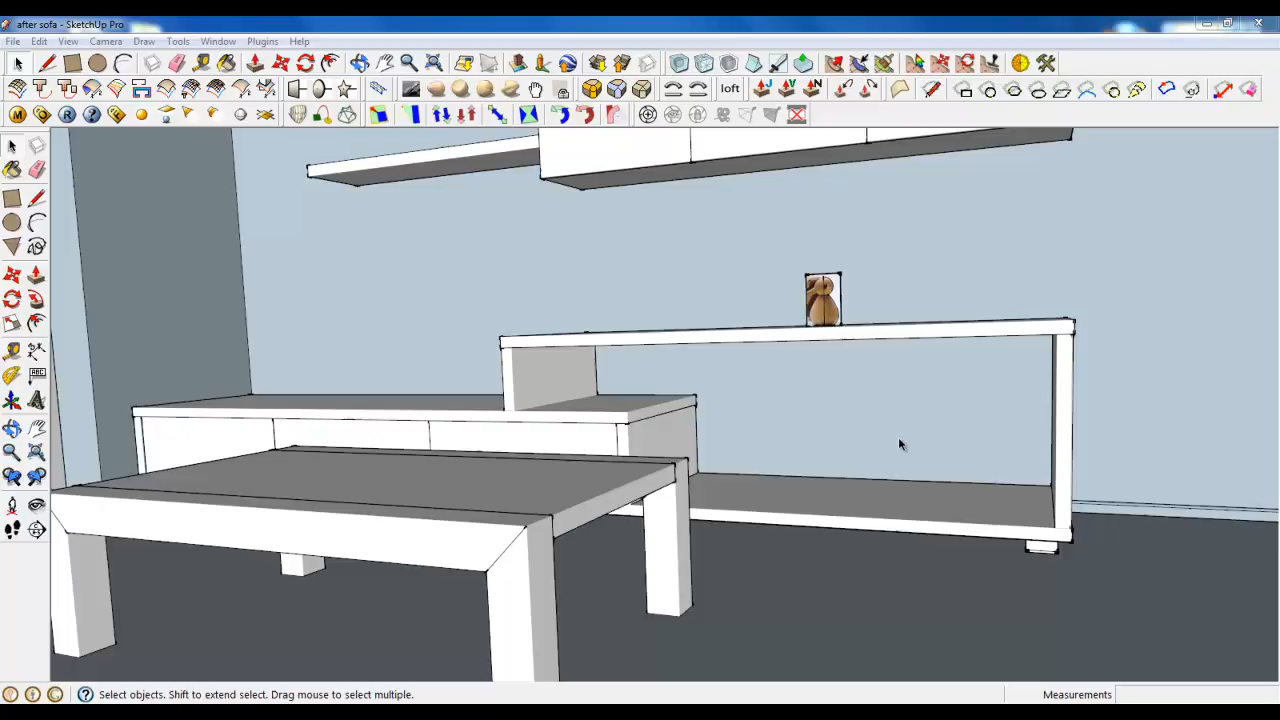 after sofa - SketchUp Pro
File Edit View Camera Draw Tools Window Plugins Help
loft
M R ?
ABC
? Select objects. Shift to extend select. Drag mouse to select multiple. Measurements